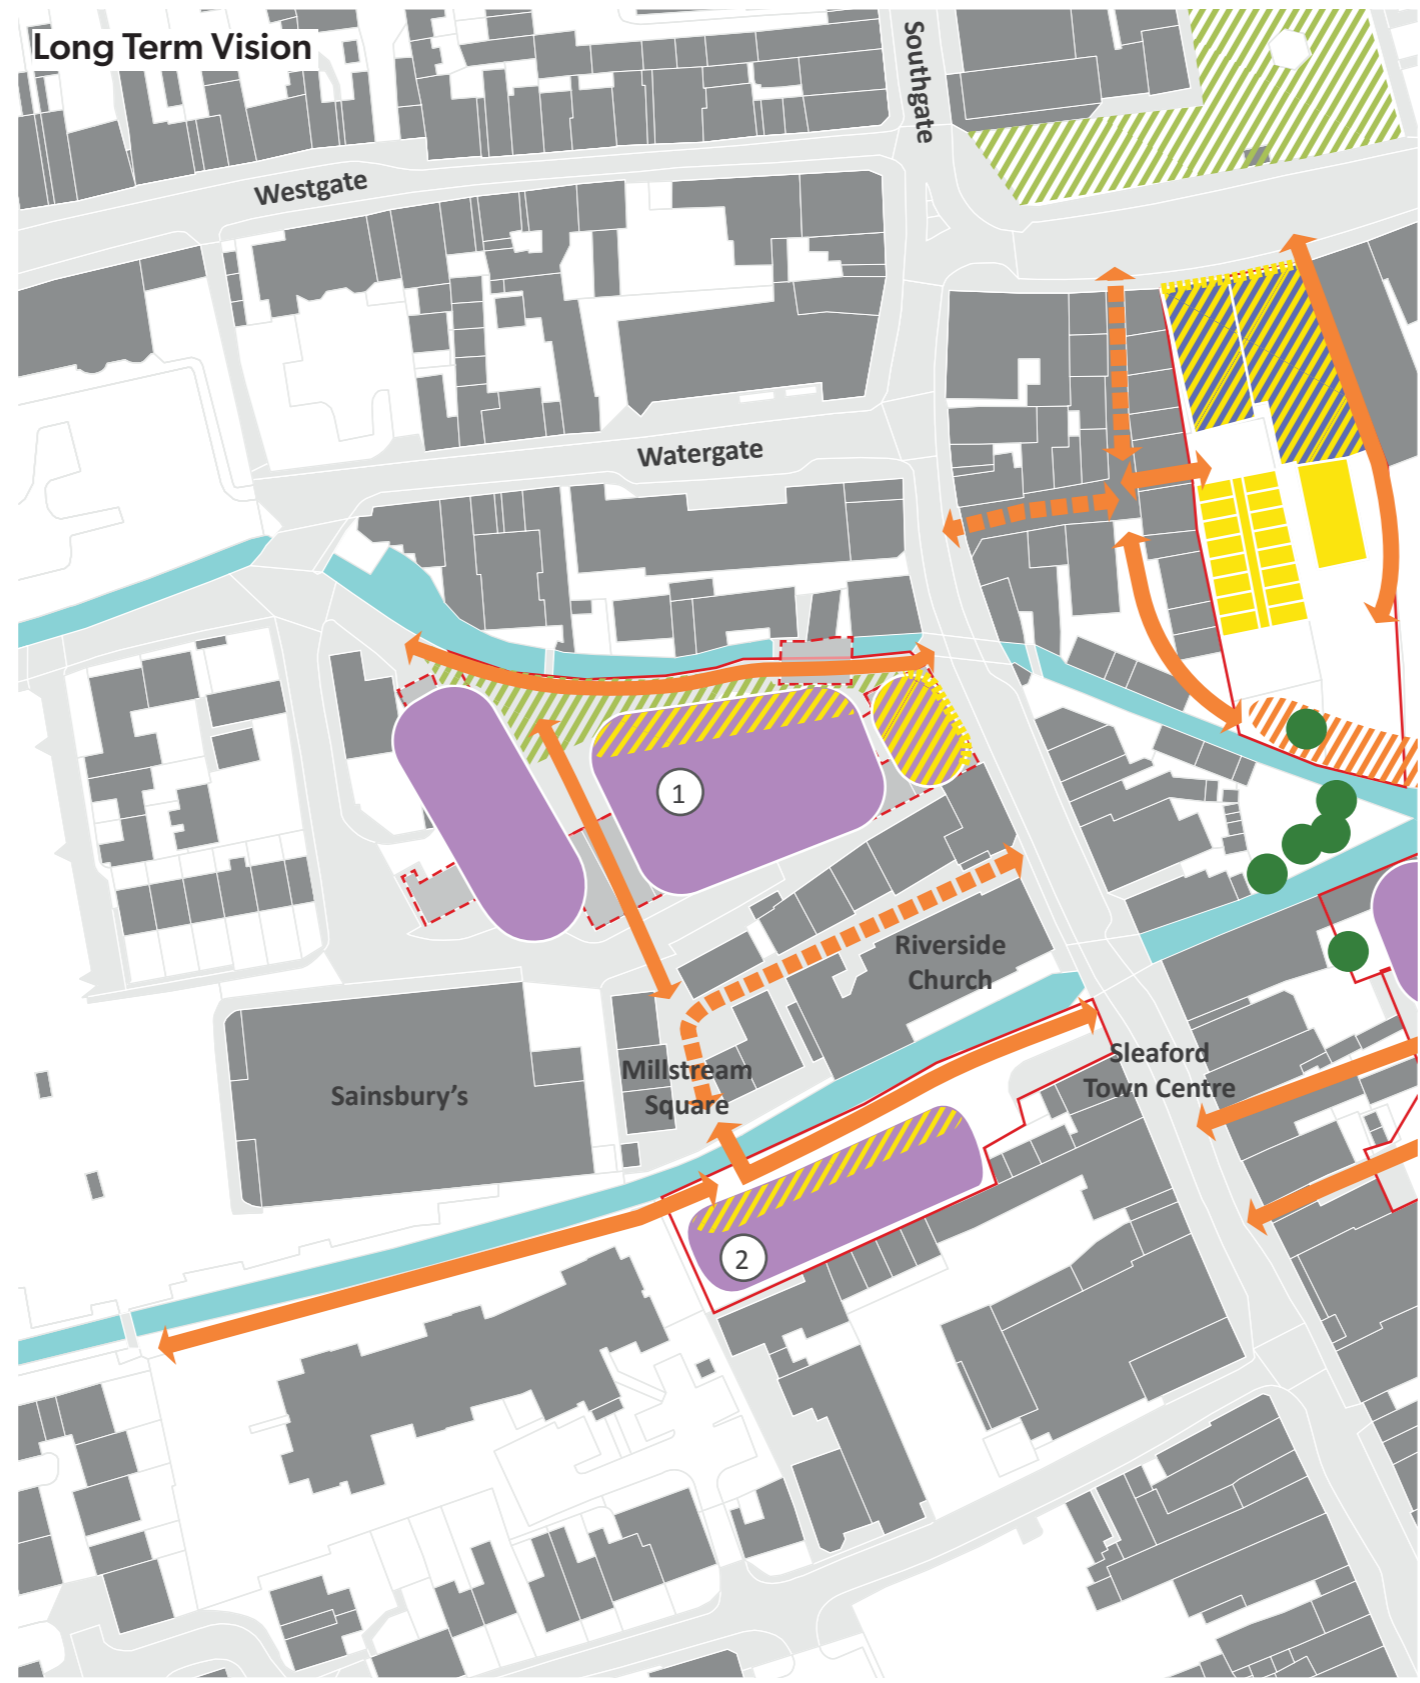 Long Term Vision
Southgate
Westgate
Watergate
1
Riverside
Church
Sleaford
Town Centre
Millstream
Square
Sainsbury's
2